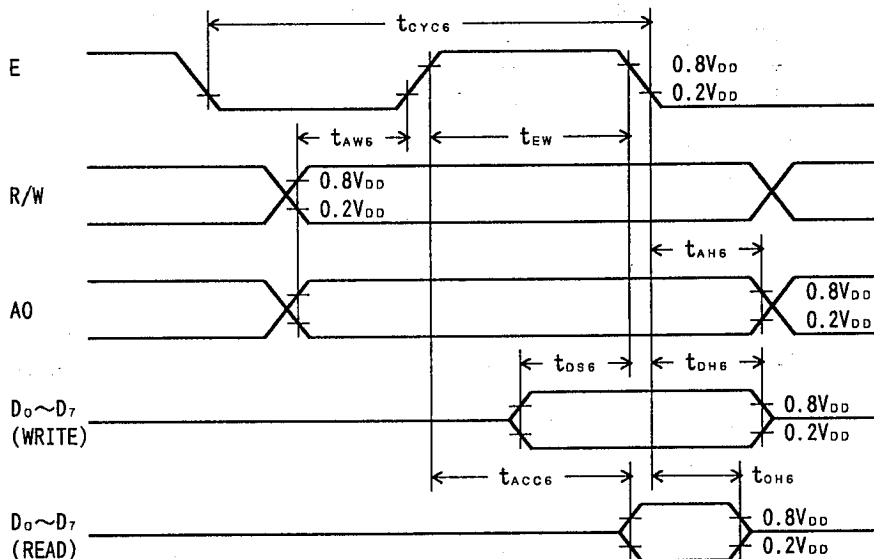 tCYC6
E
0.8VDD
0.2VDD
tAW6
tEW
R/W
0.8VDD
0.2VDD
tAH6
A0
0.8VDD
0.2VDD
tDS6
tDH6
D0~D7
(WRITE)
0.8VDD
0.2VDD
tACC6
tOH6
D0~D7
(READ)
0.8VDD
0.2VDD